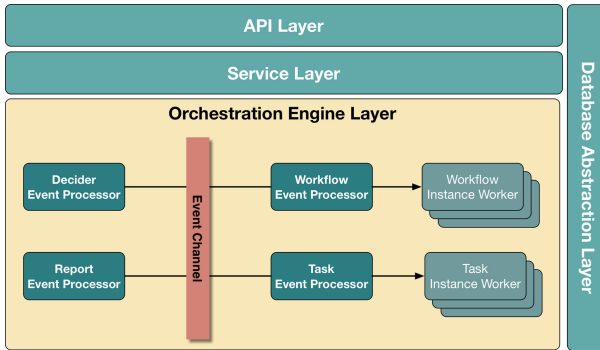 API Layer
Service Layer
Database Abstraction Layer
Orchestration Engine Layer
Decider
Event Processor
Event Channel
Workflow
Event Processor
Workflow
Instance Worker
Report
Event Processor
Task
Event Processor
Task
Instance Worker